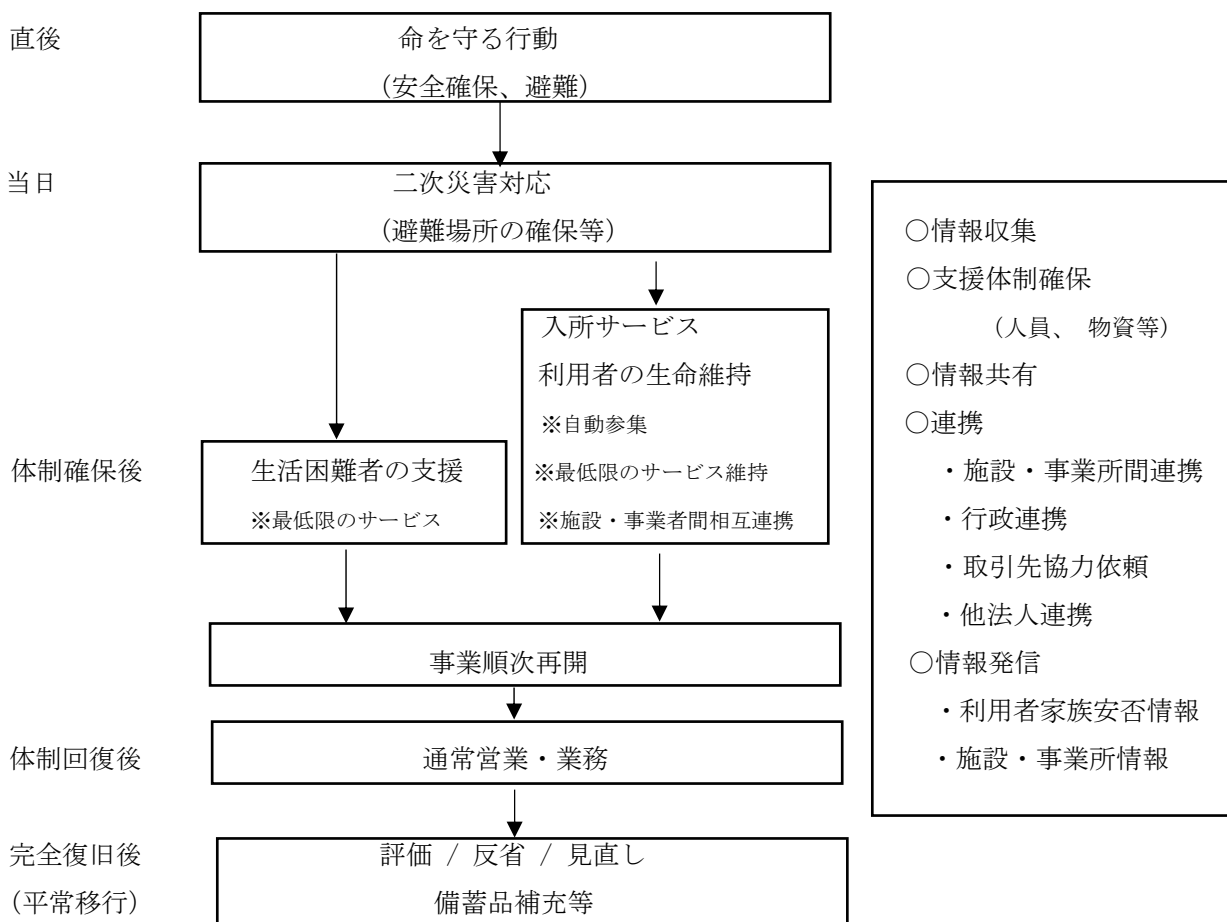 直後
命を守る行動
(安全確保、避難)
当日
二次災害対応
(避難場所の確保等)
入所サービス
利用者の生命維持
※自動参集
※最低限のサービス維持
※施設・事業者間相互連携
体制確保後
生活困難者の支援
※最低限のサービス
事業順次再開
体制回復後
通常営業・業務
完全復旧後
(平常移行)
評価 / 反省 / 見直し
備蓄品補充等
○情報収集
○支援体制確保
(人員、 物資等)
○情報共有
○連携
・施設・事業所間連携
・行政連携
・取引先協力依頼
・他法人連携
○情報発信
・利用者家族安否情報
・施設・事業所情報